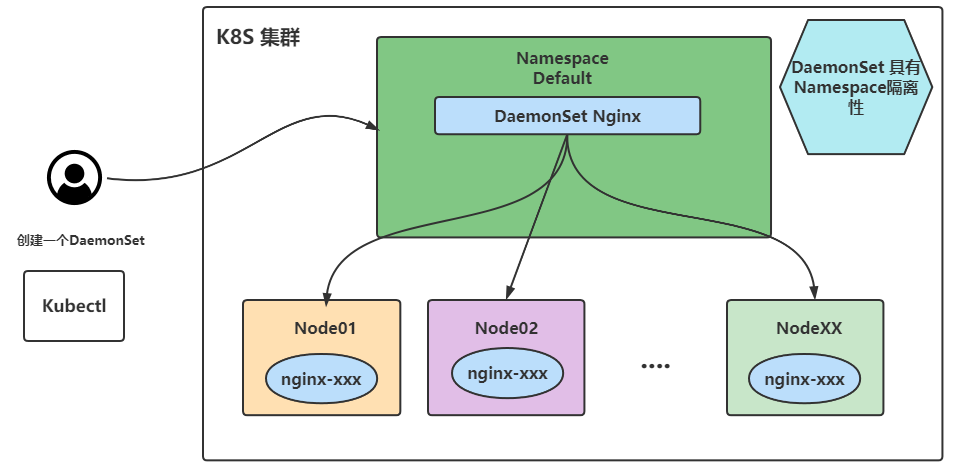 K8S 集群
Namespace
Default
DaemonSet Nginx
DaemonSet 具有
Namespace隔离
性
创建一个DaemonSet
Kubectl
Node01
nginx-xxx
Node02
nginx-xxx
....
NodeXX
nginx-xxx